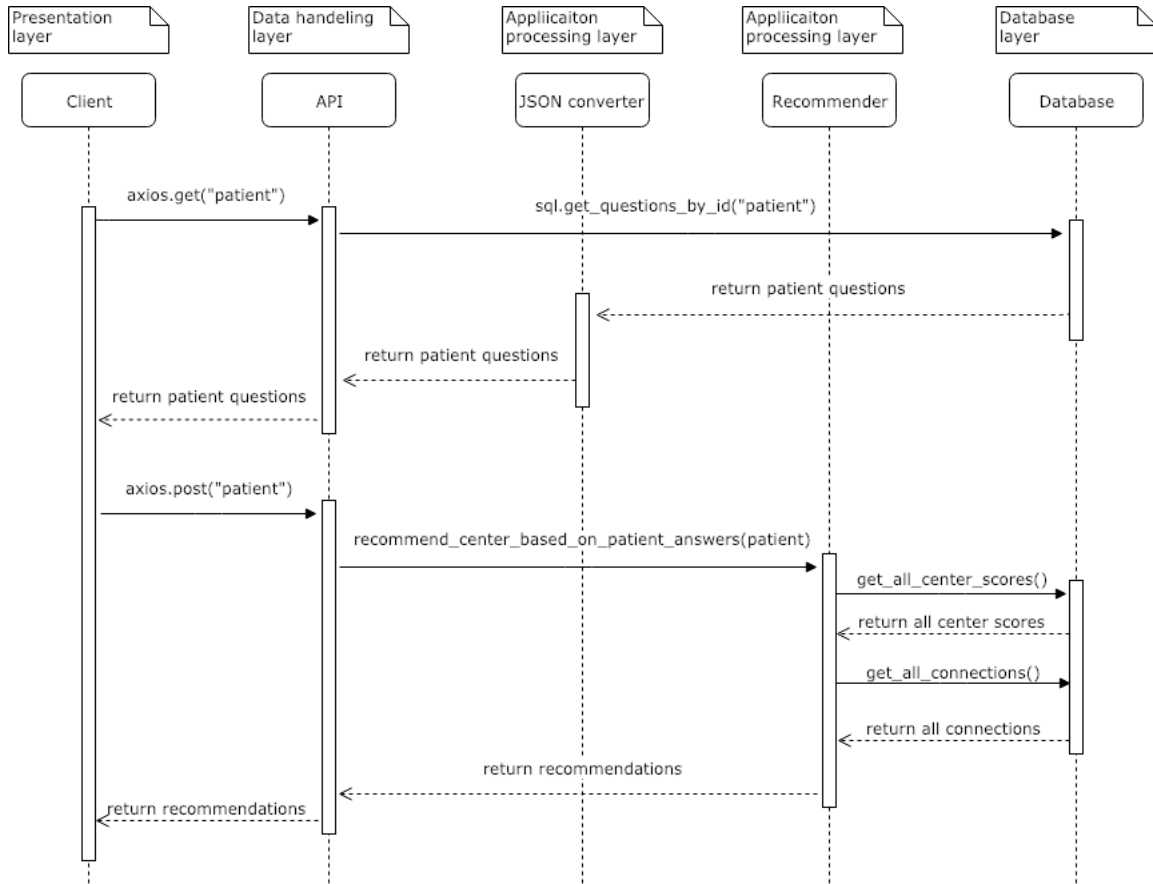 Presentation
layer
Data handeling
layer
Appliicaiton
processing layer
Appliicaiton
processing layer
Database
layer
Client
API
JSON converter
Recommender
Database
axios.get("patient")
sql.get_questions_by_id("patient")
return patient questions
return patient questions
return patient questions
axios.post("patient")
recommend_center_based_on_patient_answers(patient)
get_all_center_scores()
return all center scores
get_all_connections()
return all connections
return recommendations
return recommendations